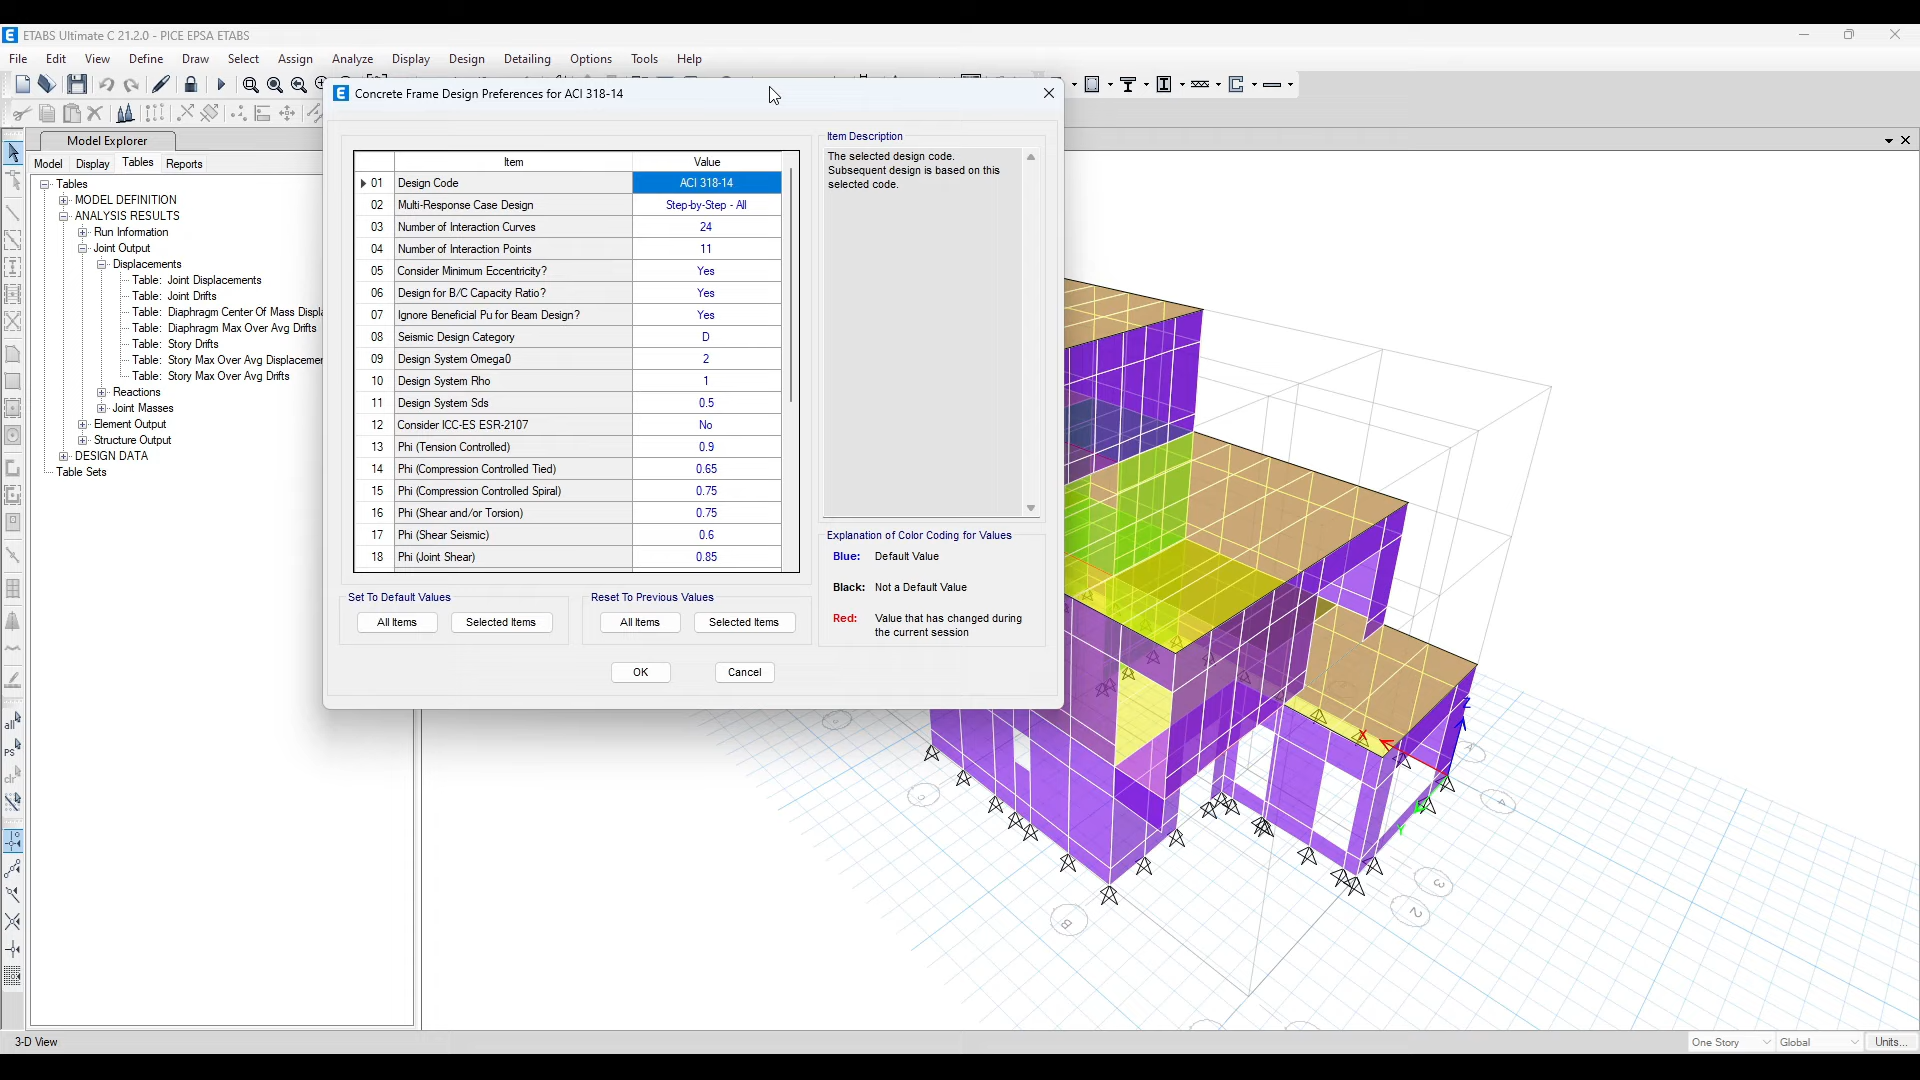 ETABS Ultimate C 21.2.0 - PICE EPSA ETABS
File Edit View Define Draw Select Assign Analyze Display Design Detailing Options Tools Help
Concrete Frame Design Preferences for ACI 318-14
Model Explorer
Model Display Tables Reports
Tables
MODEL DEFINITION
ANALYSIS RESULTS
Run Information
Joint Output
Displacements
Table: Joint Displacements
Table: Joint Drifts
Table: Diaphragm Center Of Mass Displ
Table: Diaphragm Max Over Avg Drifts
Table: Story Drifts
Table: Story Max Over Avg Displacemer
Table: Story Max Over Avg Drifts
Reactions
Joint Masses
Element Output
Structure Output
DESIGN DATA
Table Sets
Item Value
01 Design Code ACI 318-14
02 Multi-Response Case Design Step-by-Step - All
03 Number of Interaction Curves 24
04 Number of Interaction Points 11
05 Consider Minimum Eccentricity? Yes
06 Design for B/C Capacity Ratio? Yes
07 Ignore Beneficial Pu for Beam Design? Yes
08 Seismic Design Category D
09 Design System Omega0 2
10 Design System Rho 1
11 Design System Sds 0.5
12 Consider ICC-ES ESR-2107 No
13 Phi (Tension Controlled) 0.9
14 Phi (Compression Controlled Tied) 0.65
15 Phi (Compression Controlled Spiral) 0.75
16 Phi (Shear and/or Torsion) 0.75
17 Phi (Shear Seismic) 0.6
18 Phi (Joint Shear) 0.85
Item Description
The selected design code.
Subsequent design is based on this
selected code.
Explanation of Color Coding for Values
Blue: Default Value
Black: Not a Default Value
Red: Value that has changed during
the current session
Set To Default Values
All Items Selected Items
Reset To Previous Values
All Items Selected Items
OK Cancel
all
PS
clr
Z
X
Y
A
4
3
2
B
C
3-D View
One Story Global Units...